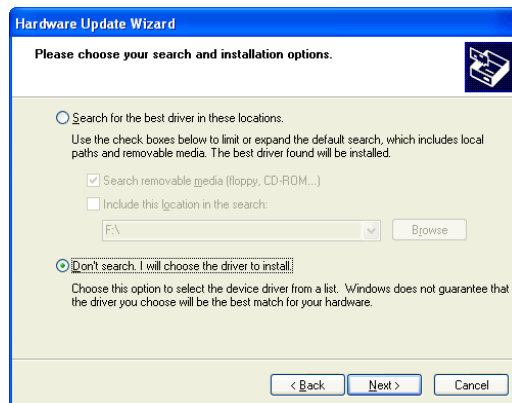 Hardware Update Wizard
Please choose your search and installation options.
Search for the best driver in these locations.
Use the check boxes below to limit or expand the default search, which includes local
paths and removable media. The best driver found will be installed.
Search removable media (floppy, CD-ROM...)
Include this location in the search:
F:\
Browse
Don't search. I will choose the driver to install.
Choose this option to select the device driver from a list. Windows does not guarantee that
the driver you choose will be the best match for your hardware.
< Back
Next >
Cancel